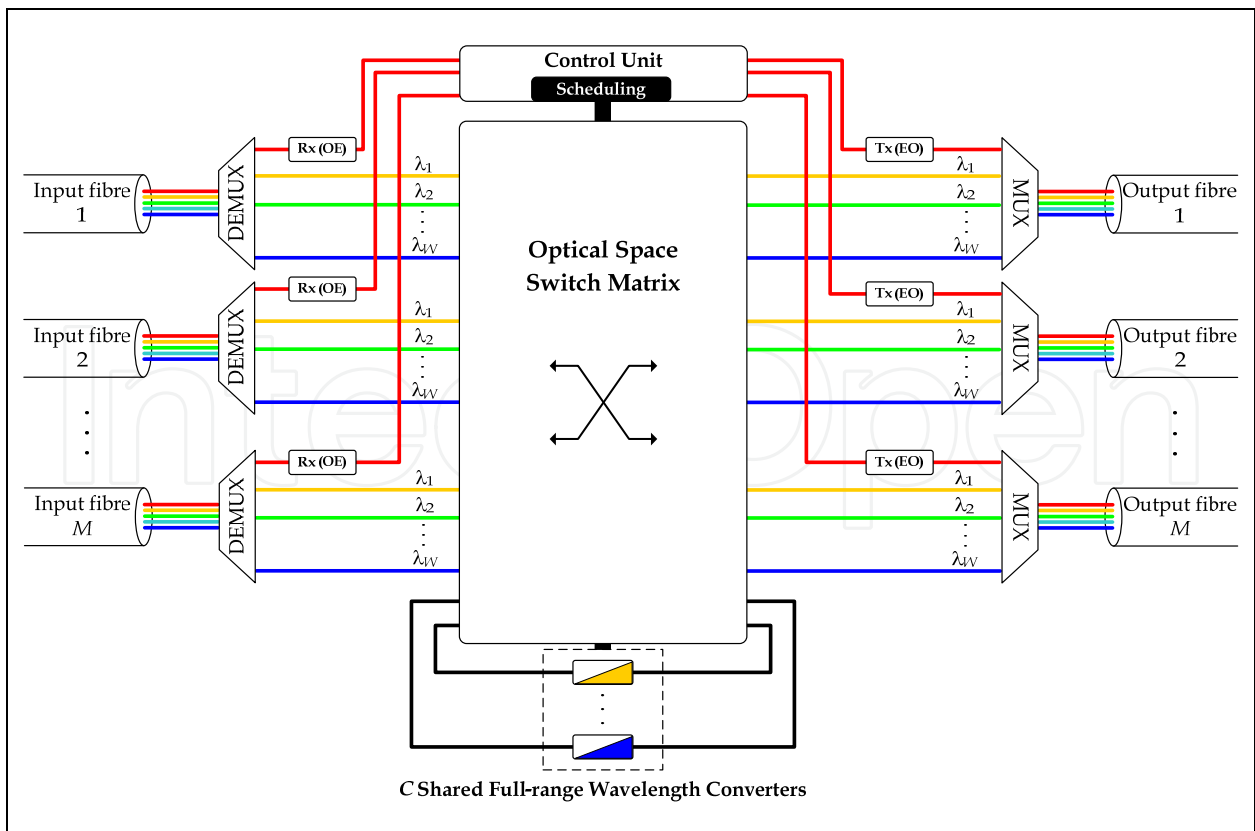 Control Unit
Scheduling
Rx (OE)
Tx (EO)
DEMUX
λ1
λ2
λW
Input fibre
1
λ1
λ2
λW
MUX
Output fibre
1
Optical Space
Switch Matrix
Rx (OE)
Tx (EO)
DEMUX
λ1
λ2
λW
Input fibre
2
λ1
λ2
λW
MUX
Output fibre
2
IntechOpen
Rx (OE)
Tx (EO)
DEMUX
λ1
λ2
λW
Input fibre
M
λ1
λ2
λW
MUX
Output fibre
M
C Shared Full-range Wavelength Converters